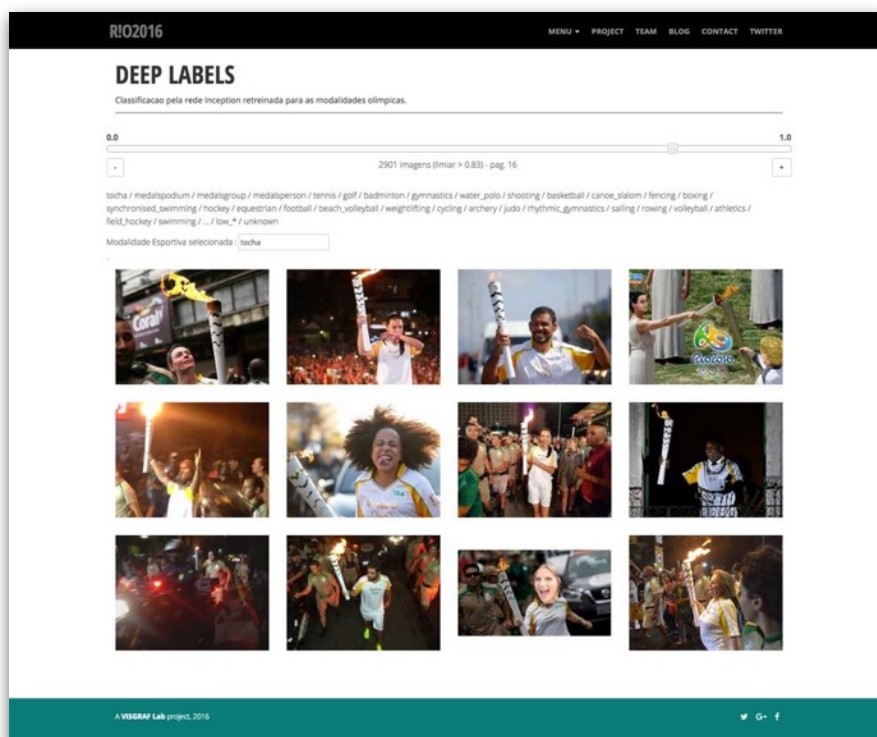 R!O2016
MENU PROJECT TEAM BLOG CONTACT TWITTER
DEEP LABELS
Classificacao pela rede Inception retreinada para as modalidades olimpicas.
0.0 1.0
- 2901 imagens (limiar > 0.83) - pag. 16 +
tocha / medalspodium / medalsgroup / medalsperson / tennis / golf / badminton / gymnastics / water_polo / shooting / basketball / canoe_slalom / fencing / boxing /
synchronised_swimming / hockey / equestrian / football / beach_volleyball / weightlifting / cycling / archery / judo / rhythmic_gymnastics / sailing / rowing / volleyball / athletics /
field_hockey / swimming / ... / low_* / unknown
Modalidade Esportiva selecionada : tocha
.
Coral
Rio2016
A VISGRAF Lab project, 2016 G+ f